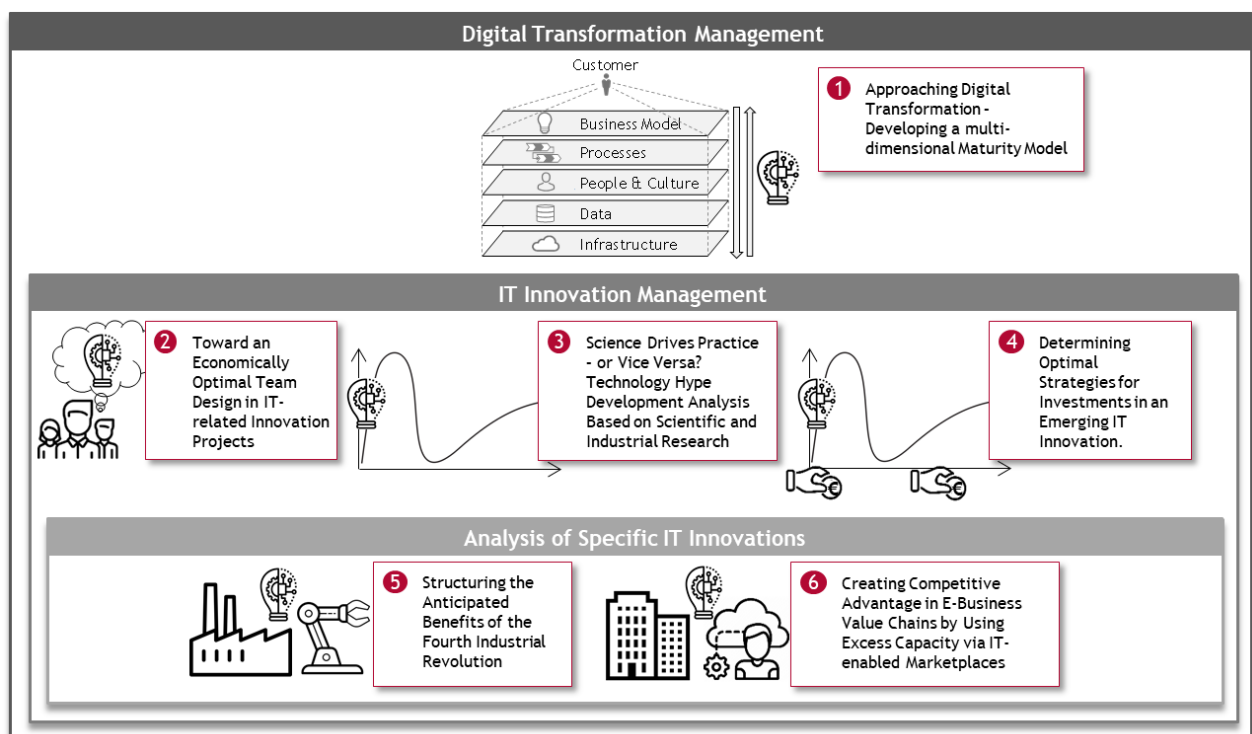 Digital Transformation Management
Customer
Business Model
Processes
People & Culture
Data
Infrastructure
1
Approaching Digital
Transformation -
Developing a multi-
dimensional Maturity Model
IT Innovation Management
2
Toward an
Economically
Optimal Team
Design in IT-
related Innovation
Projects
3
Science Drives Practice
- or Vice Versa?
Technology Hype
Development Analysis
Based on Scientific and
Industrial Research
4
Determining
Optimal
Strategies for
Investments in an
Emerging IT
Innovation.
Analysis of Specific IT Innovations
5
Structuring the
Anticipated
Benefits of the
Fourth Industrial
Revolution
6
Creating Competitive
Advantage in E-Business
Value Chains by Using
Excess Capacity via IT-
enabled Marketplaces